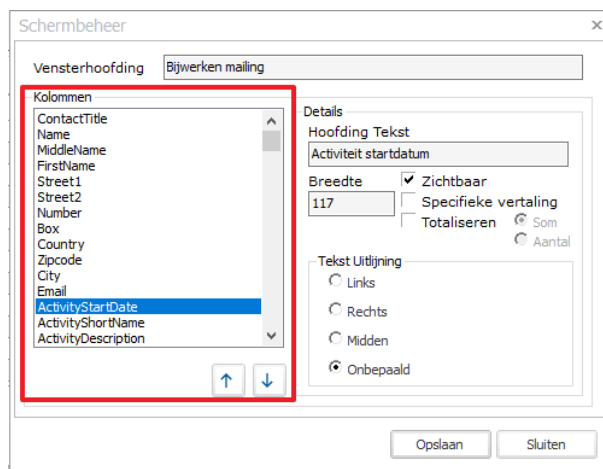 Schermbeheer
Vensterhoofding Bijwerken mailing
Kolommen
ContactTitle
Name
MiddleName
FirstName
Street1
Street2
Number
Box
Country
Zipcode
City
Email
ActivityStartDate
ActivityShortName
ActivityDescription
Details
Hoofding Tekst
Activiteit startdatum
Breedte
117
Zichtbaar
Specifieke vertaling
Totaliseren
Som
Aantal
Tekst Uitlijning
Links
Rechts
Midden
Onbepaald
Opslaan Sluiten